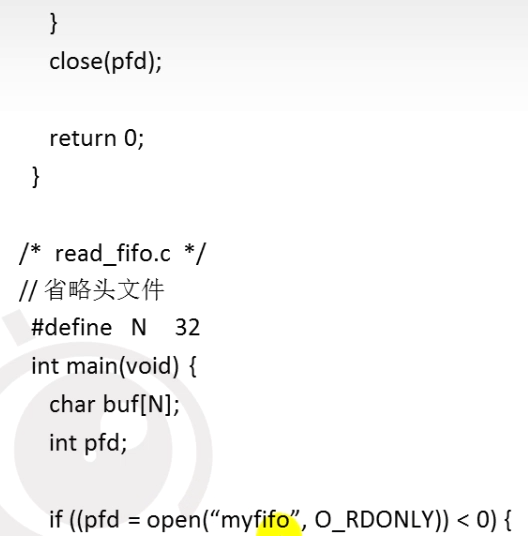 }
close(pfd);
return 0;
}
/*  read_fifo.c  */
// 省略头文件
#define   N    32
int main(void) {
char buf[N];
int pfd;
if ((pfd = open(“myfifo”, O_RDONLY)) < 0) {